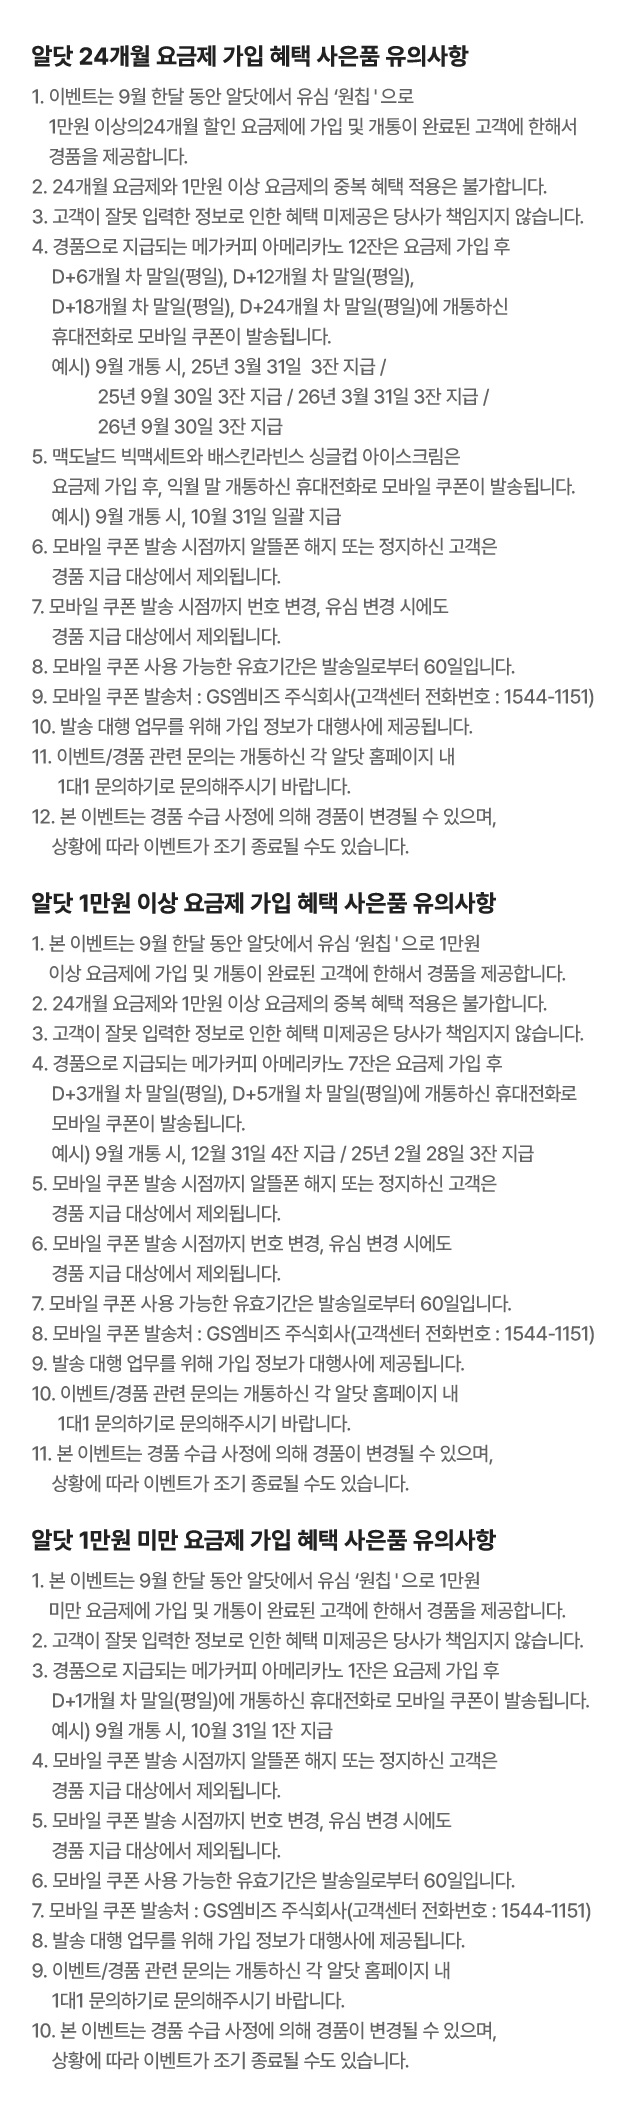 알닷 24개월 요금제 가입 혜택 사은품 유의사항
1. 이벤트는 9월 한달 동안 알닷에서 유심 ‘원칩 ' 으로
1만원 이상의24개월 할인 요금제에 가입 및 개통이 완료된 고객에 한해서
경품을 제공합니다.
2. 24개월 요금제와 1만원 이상 요금제의 중복 혜택 적용은 불가합니다.
3. 고객이 잘못 입력한 정보로 인한 혜택 미제공은 당사가 책임지지 않습니다.
4. 경품으로 지급되는 메가커피 아메리카노 12잔은 요금제 가입 후
D+6개월 차 말일(평일), D+12개월 차 말일(평일),
D+18개월 차 말일(평일), D+24개월 차 말일(평일)에 개통하신
휴대전화로 모바일 쿠폰이 발송됩니다.
예시) 9월 개통 시, 25년 3월 31일  3잔 지급 /
25년 9월 30일 3잔 지급 / 26년 3월 31일 3잔 지급 /
26년 9월 30일 3잔 지급
5. 맥도날드 빅맥세트와 배스킨라빈스 싱글컵 아이스크림은
요금제 가입 후, 익월 말 개통하신 휴대전화로 모바일 쿠폰이 발송됩니다.
예시) 9월 개통 시, 10월 31일 일괄 지급
6. 모바일 쿠폰 발송 시점까지 알뜰폰 해지 또는 정지하신 고객은
경품 지급 대상에서 제외됩니다.
7. 모바일 쿠폰 발송 시점까지 번호 변경, 유심 변경 시에도
경품 지급 대상에서 제외됩니다.
8. 모바일 쿠폰 사용 가능한 유효기간은 발송일로부터 60일입니다.
9. 모바일 쿠폰 발송처 : GS엠비즈 주식회사(고객센터 전화번호 : 1544-1151)
10. 발송 대행 업무를 위해 가입 정보가 대행사에 제공됩니다.
11. 이벤트/경품 관련 문의는 개통하신 각 알닷 홈페이지 내
1대1 문의하기로 문의해주시기 바랍니다.
12. 본 이벤트는 경품 수급 사정에 의해 경품이 변경될 수 있으며,
상황에 따라 이벤트가 조기 종료될 수도 있습니다.
알닷 1만원 이상 요금제 가입 혜택 사은품 유의사항
1. 본 이벤트는 9월 한달 동안 알닷에서 유심 ‘원칩 ' 으로 1만원
이상 요금제에 가입 및 개통이 완료된 고객에 한해서 경품을 제공합니다.
2. 24개월 요금제와 1만원 이상 요금제의 중복 혜택 적용은 불가합니다.
3. 고객이 잘못 입력한 정보로 인한 혜택 미제공은 당사가 책임지지 않습니다.
4. 경품으로 지급되는 메가커피 아메리카노 7잔은 요금제 가입 후
D+3개월 차 말일(평일), D+5개월 차 말일(평일)에 개통하신 휴대전화로
모바일 쿠폰이 발송됩니다.
예시) 9월 개통 시, 12월 31일 4잔 지급 / 25년 2월 28일 3잔 지급
5. 모바일 쿠폰 발송 시점까지 알뜰폰 해지 또는 정지하신 고객은
경품 지급 대상에서 제외됩니다.
6. 모바일 쿠폰 발송 시점까지 번호 변경, 유심 변경 시에도
경품 지급 대상에서 제외됩니다.
7. 모바일 쿠폰 사용 가능한 유효기간은 발송일로부터 60일입니다.
8. 모바일 쿠폰 발송처 : GS엠비즈 주식회사(고객센터 전화번호 : 1544-1151)
9. 발송 대행 업무를 위해 가입 정보가 대행사에 제공됩니다.
10. 이벤트/경품 관련 문의는 개통하신 각 알닷 홈페이지 내
1대1 문의하기로 문의해주시기 바랍니다.
11. 본 이벤트는 경품 수급 사정에 의해 경품이 변경될 수 있으며,
상황에 따라 이벤트가 조기 종료될 수도 있습니다.
알닷 1만원 미만 요금제 가입 혜택 사은품 유의사항
1. 본 이벤트는 9월 한달 동안 알닷에서 유심 ‘원칩 ' 으로 1만원
미만 요금제에 가입 및 개통이 완료된 고객에 한해서 경품을 제공합니다.
2. 고객이 잘못 입력한 정보로 인한 혜택 미제공은 당사가 책임지지 않습니다.
3. 경품으로 지급되는 메가커피 아메리카노 1잔은 요금제 가입 후
D+1개월 차 말일(평일)에 개통하신 휴대전화로 모바일 쿠폰이 발송됩니다.
예시) 9월 개통 시, 10월 31일 1잔 지급
4. 모바일 쿠폰 발송 시점까지 알뜰폰 해지 또는 정지하신 고객은
경품 지급 대상에서 제외됩니다.
5. 모바일 쿠폰 발송 시점까지 번호 변경, 유심 변경 시에도
경품 지급 대상에서 제외됩니다.
6. 모바일 쿠폰 사용 가능한 유효기간은 발송일로부터 60일입니다.
7. 모바일 쿠폰 발송처 : GS엠비즈 주식회사(고객센터 전화번호 : 1544-1151)
8. 발송 대행 업무를 위해 가입 정보가 대행사에 제공됩니다.
9. 이벤트/경품 관련 문의는 개통하신 각 알닷 홈페이지 내
1대1 문의하기로 문의해주시기 바랍니다.
10. 본 이벤트는 경품 수급 사정에 의해 경품이 변경될 수 있으며,
상황에 따라 이벤트가 조기 종료될 수도 있습니다.